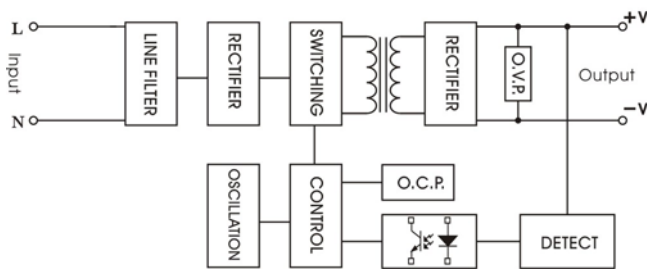 L
Input
N
LINE FILTER
RECTIFIER
SWITCHING
RECTIFIER
O.V.P.
+V
Output
-V
OSCILLATION
CONTROL
O.C.P.
DETECT